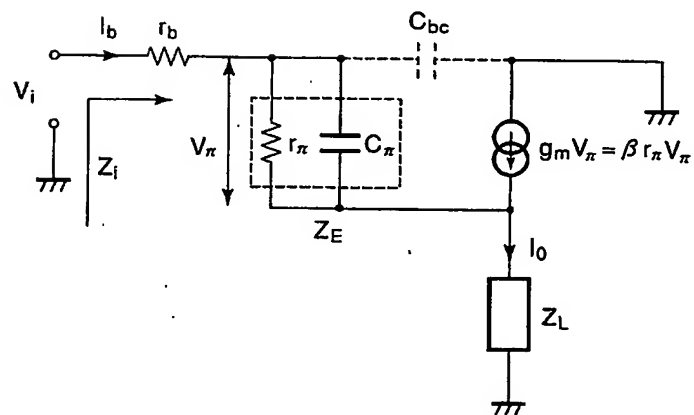 I_b
r_b
C_bc
V_i
V_π
r_π
C_π
g_m V_π = β r_π V_π
Z_i
Z_E
I_0
Z_L